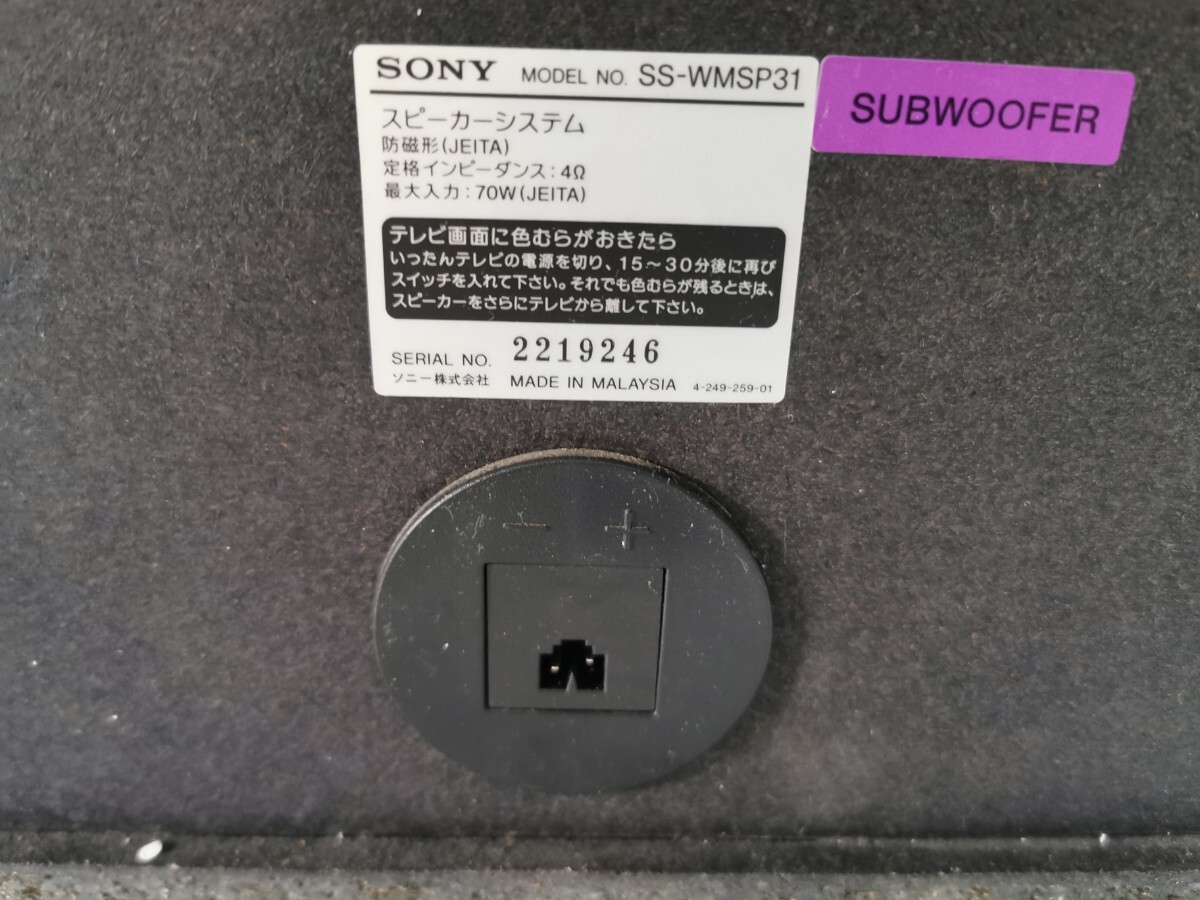 SONY MODEL NO. SS-WMSP31
SUBWOOFER
スピーカーシステム
防磁形(JEITA)
定格インピーダンス:4Ω
最大入力:70W(JEITA)
テレビ画面に色むらがおきたら
いったんテレビの電源を切り、15～30分後に再び
スイッチを入れて下さい。それでも色むらが残るときは、
スピーカーをさらにテレビから離して下さい。
SERIAL NO. 2219246
ソニー株式会社 MADE IN MALAYSIA 4-249-259-01
− +